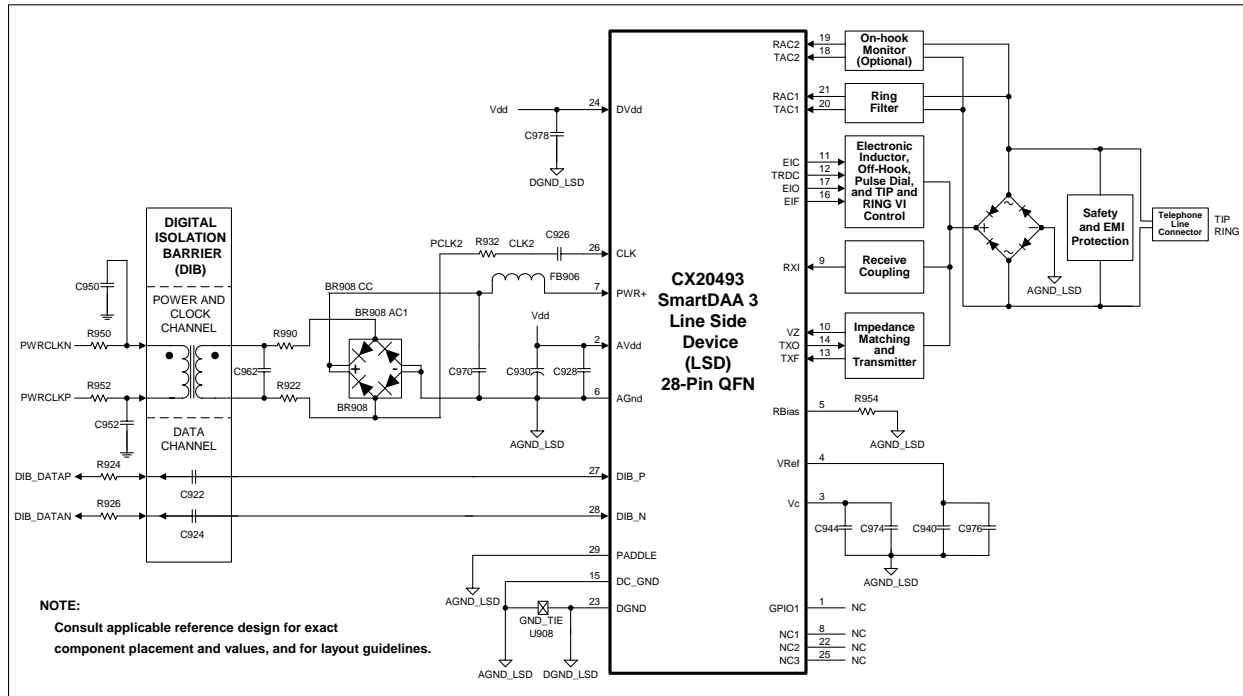 RAC2
19
TAC2
18
On-hook
Monitor
(Optional)
RAC1
21
TAC1
20
Ring
Filter
Vdd
24
DVdd
C978
DGND_LSD
EIC
11
TRDC
12
EIO
17
EIF
16
Electronic
Inductor,
Off-Hook,
Pulse Dial,
and TIP and
RING VI
Control
~
+
-
~
AGND_LSD
Safety
and EMI
Protection
Telephone
Line
Connector
TIP
RING
DIGITAL
ISOLATION
BARRIER
(DIB)
POWER AND
CLOCK
CHANNEL
DATA
CHANNEL
C950
R950
PWRCLKN
R952
PWRCLKP
C952
R990
C962
R922
PCLK2
R932
CLK2
C926
26
CLK
FB906
BR908 CC
7
PWR+
BR908 AC1
~
+
-
~
BR908
Vdd
2
AVdd
C970
C930
C928
6
AGnd
AGND_LSD
CX20493
SmartDAA 3
Line Side
Device
(LSD)
28-Pin QFN
RXI
9
Receive
Coupling
VZ
10
TXO
14
TXF
13
Impedance
Matching
and
Transmitter
RBias
5
R954
AGND_LSD
VRef
4
Vc
3
C944
C974
C940
C976
AGND_LSD
DIB_DATAP
R924
C922
27
DIB_P
DIB_DATAN
R926
C924
28
DIB_N
29
PADDLE
AGND_LSD
15
DC_GND
23
DGND
GND_TIE
U908
AGND_LSD
DGND_LSD
GPIO1
1
NC
NC1
8
NC
NC2
22
NC
NC3
25
NC
NOTE:
Consult applicable reference design for exact
component placement and values, and for layout guidelines.